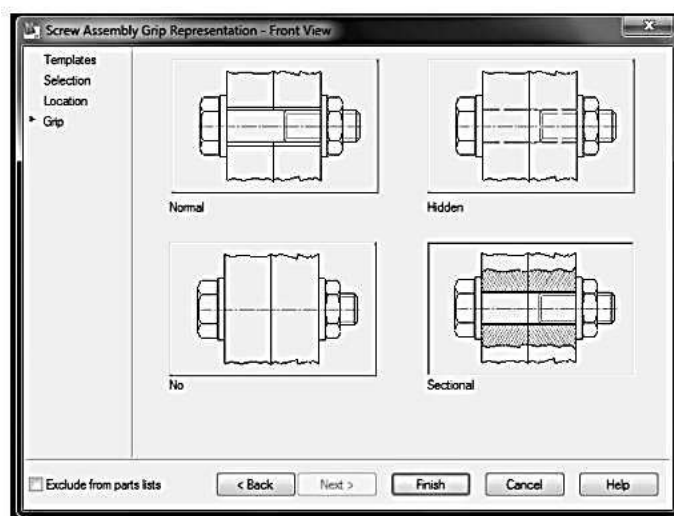 Screw Assembly Grip Representation - Front View
Templates
Selection
Location
Grip
Normal
Hidden
No
Sectional
Exclude from parts lists
< Back
Next >
Finish
Cancel
Help